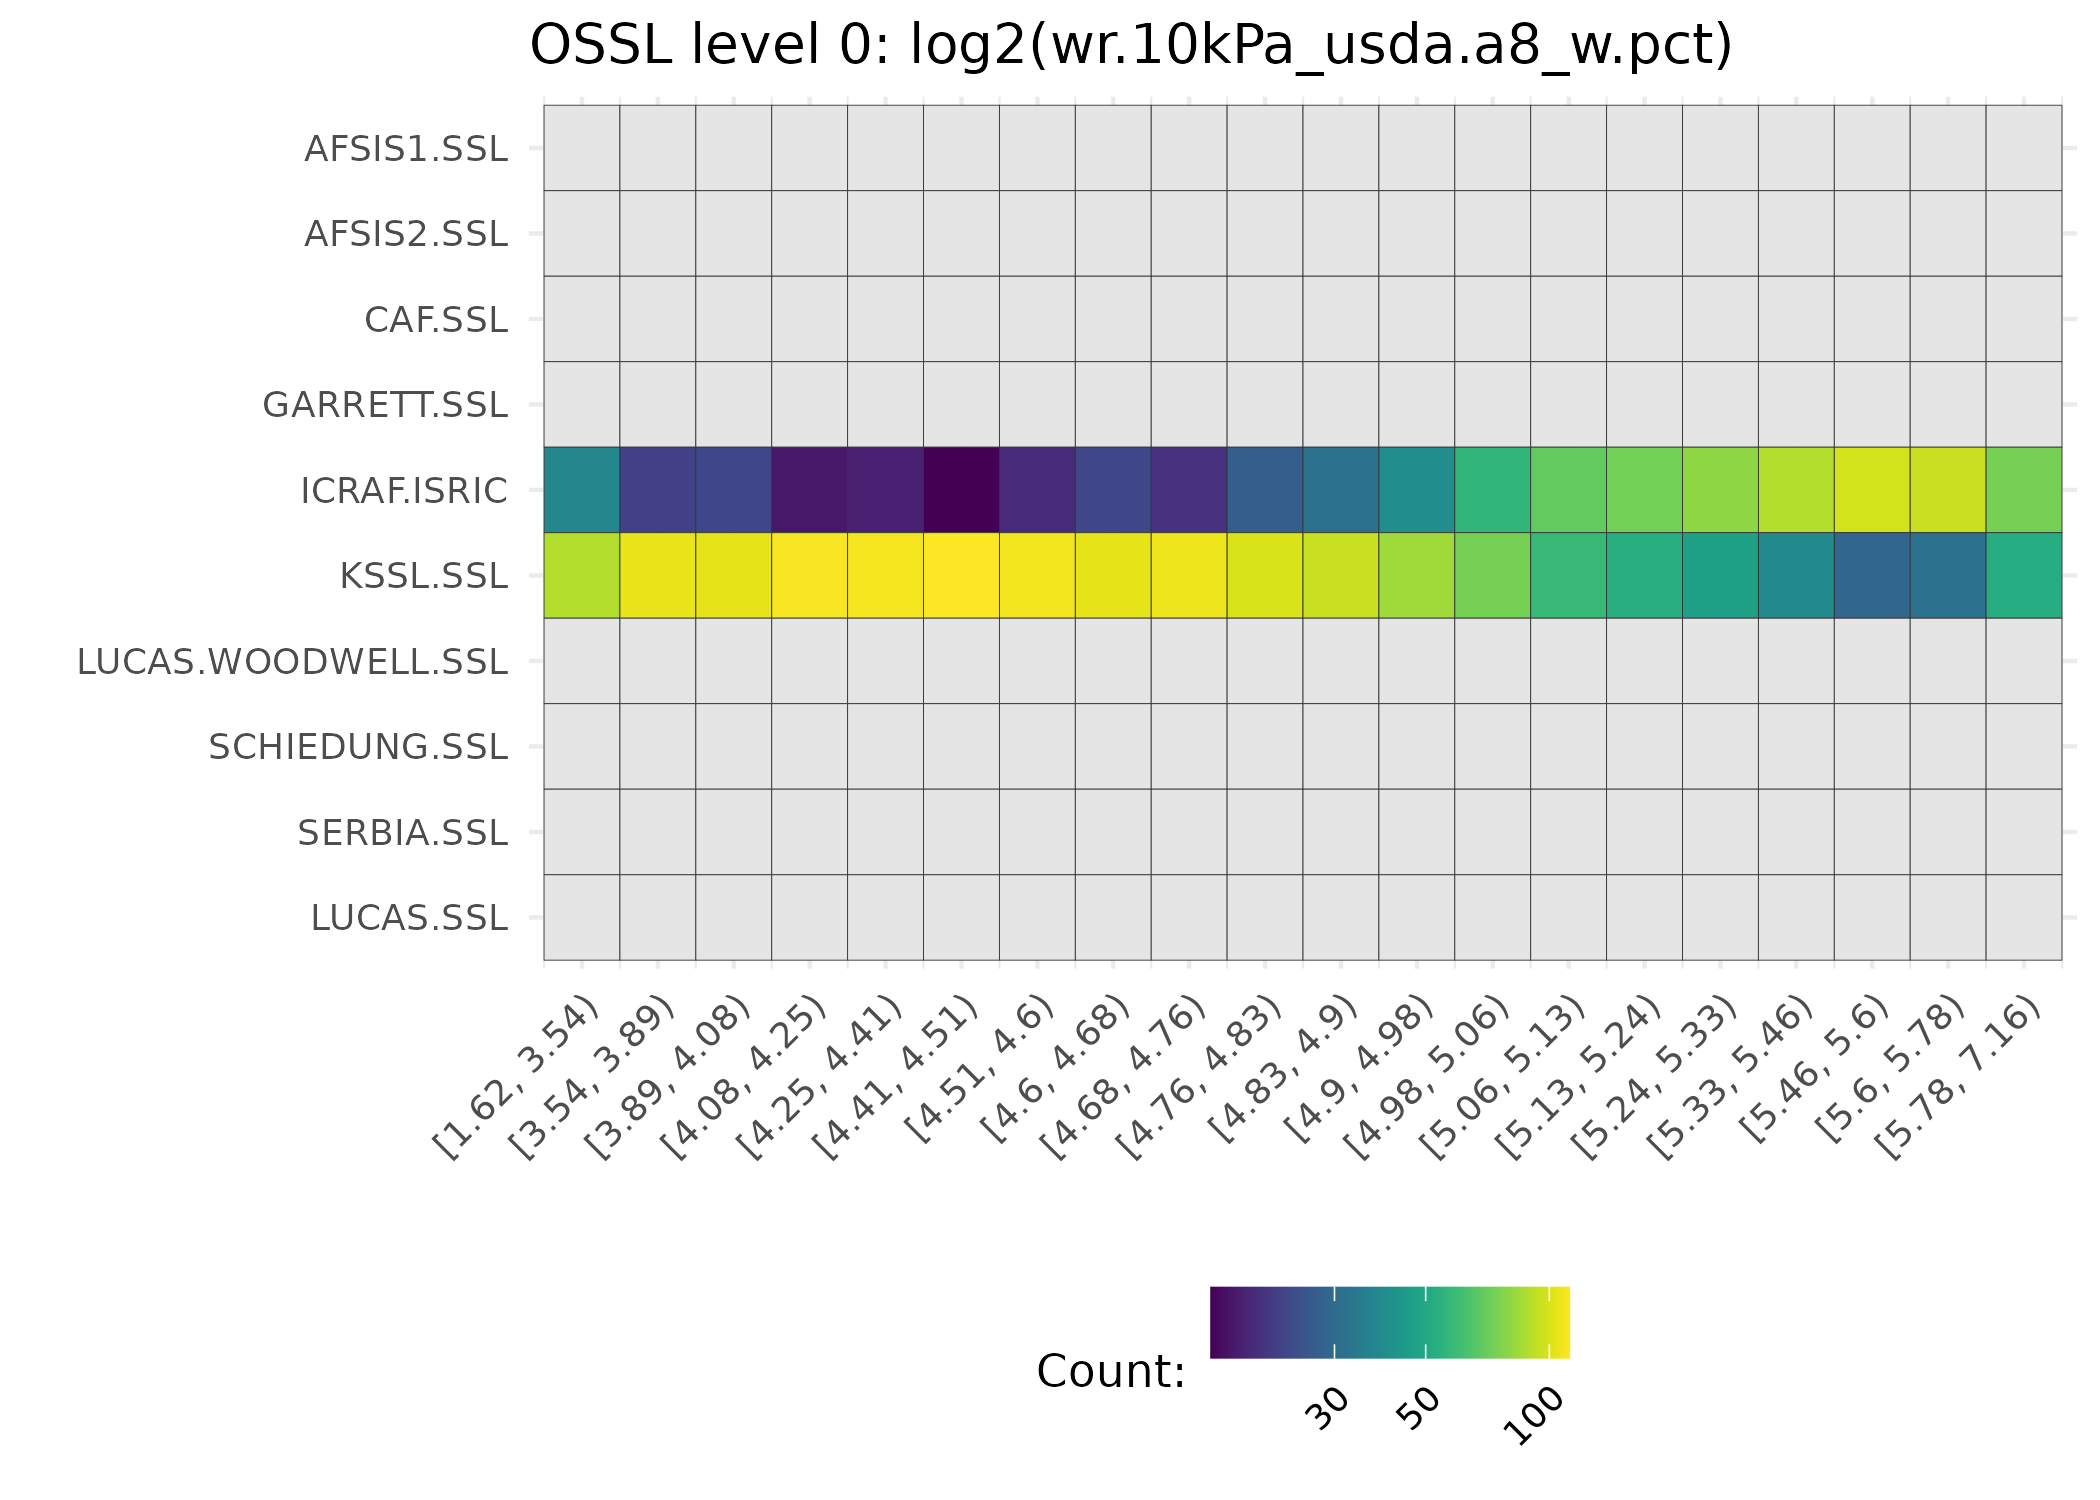 OSSL level 0: log2(wr.10kPa_usda.a8_w.pct)
AFSIS1.SSL
AFSIS2.SSL
CAF.SSL
GARRETT.SSL
ICRAF.ISRIC
KSSL.SSL
LUCAS.WOODWELL.SSL
SCHIEDUNG.SSL
SERBIA.SSL
LUCAS.SSL
[1.62, 3.54)
[3.54, 3.89)
[3.89, 4.08)
[4.08, 4.25)
[4.25, 4.41)
[4.41, 4.51)
[4.51, 4.6)
[4.6, 4.68)
[4.68, 4.76)
[4.76, 4.83)
[4.83, 4.9)
[4.9, 4.98)
[4.98, 5.06)
[5.06, 5.13)
[5.13, 5.24)
[5.24, 5.33)
[5.33, 5.46)
[5.46, 5.6)
[5.6, 5.78)
[5.78, 7.16)
Count:
30
50
100